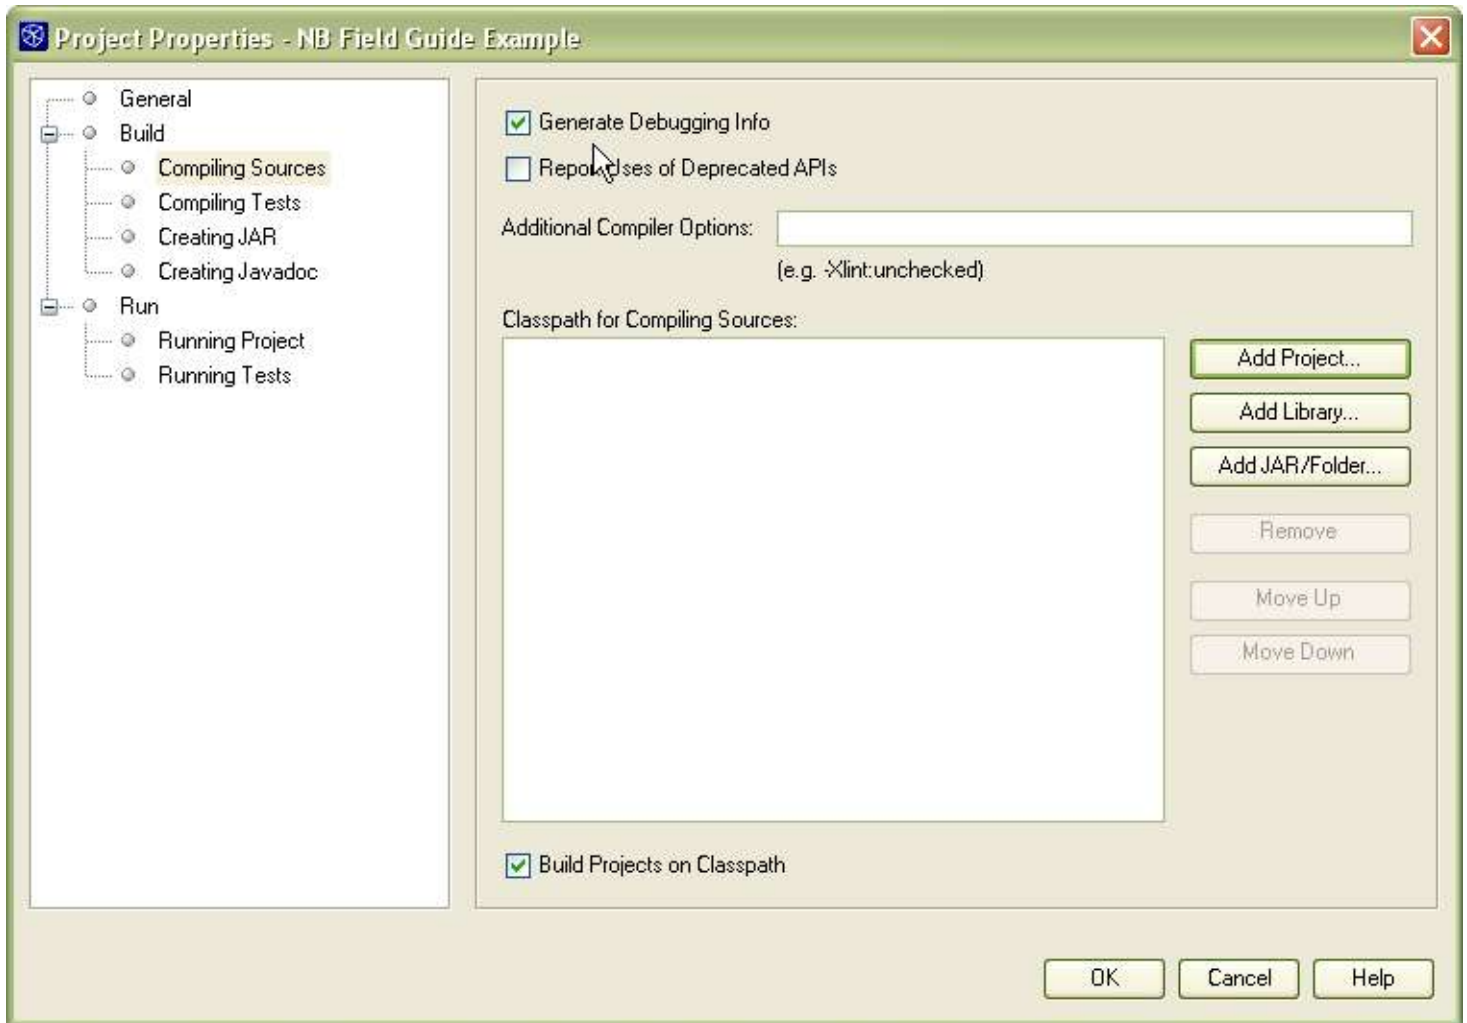 Project Properties - NB Field Guide Example
General
Build
Compiling Sources
Compiling Tests
Creating JAR
Creating Javadoc
Run
Running Project
Running Tests
Generate Debugging Info
Report Uses of Deprecated APIs
Additional Compiler Options:
(e.g. -Xlint:unchecked)
Classpath for Compiling Sources:
Add Project...
Add Library...
Add JAR/Folder...
Remove
Move Up
Move Down
Build Projects on Classpath
OK Cancel Help